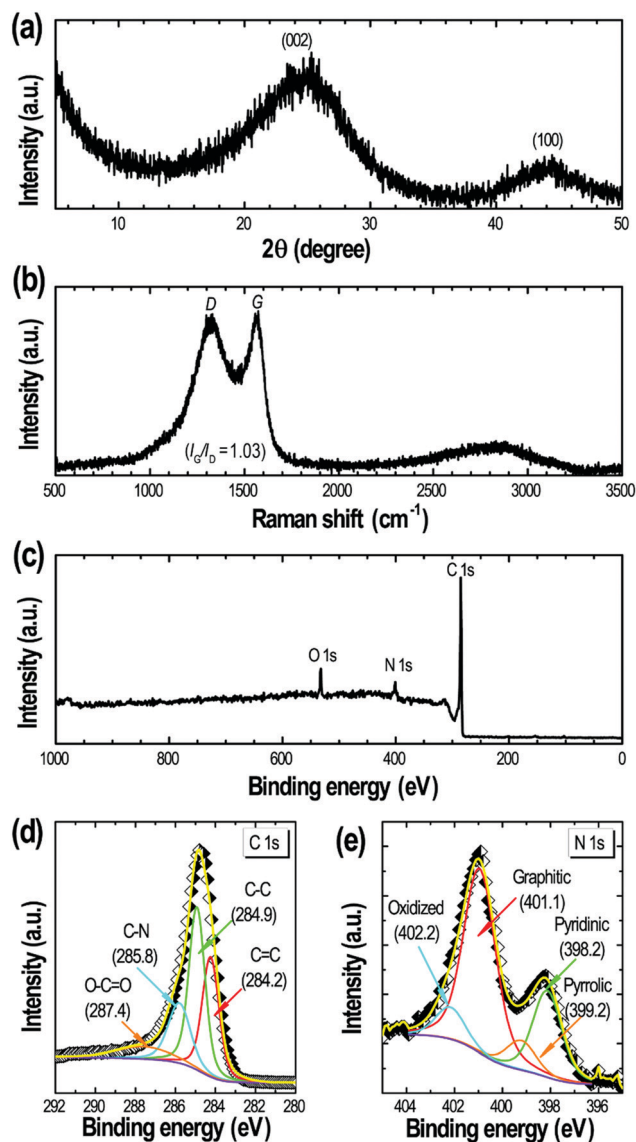 (a)
(002)
(100)
Intensity (a.u.)
10 20 30 40 50
2θ (degree)
(b)
D G
(I_G/I_D = 1.03)
Intensity (a.u.)
500 1000 1500 2000 2500 3000 3500
Raman shift (cm⁻¹)
(c)
C 1s
O 1s
N 1s
Intensity (a.u.)
1000 800 600 400 200 0
Binding energy (eV)
(d)
C 1s
C-C
(284.9)
C-N
(285.8)
C=C
(284.2)
O-C=O
(287.4)
Intensity (a.u.)
292 290 288 286 284 282 280
Binding energy (eV)
(e)
N 1s
Graphitic
(401.1)
Oxidized
(402.2)
Pyridinic
(398.2)
Pyrrolic
(399.2)
Intensity (a.u.)
404 402 400 398 396
Binding energy (eV)